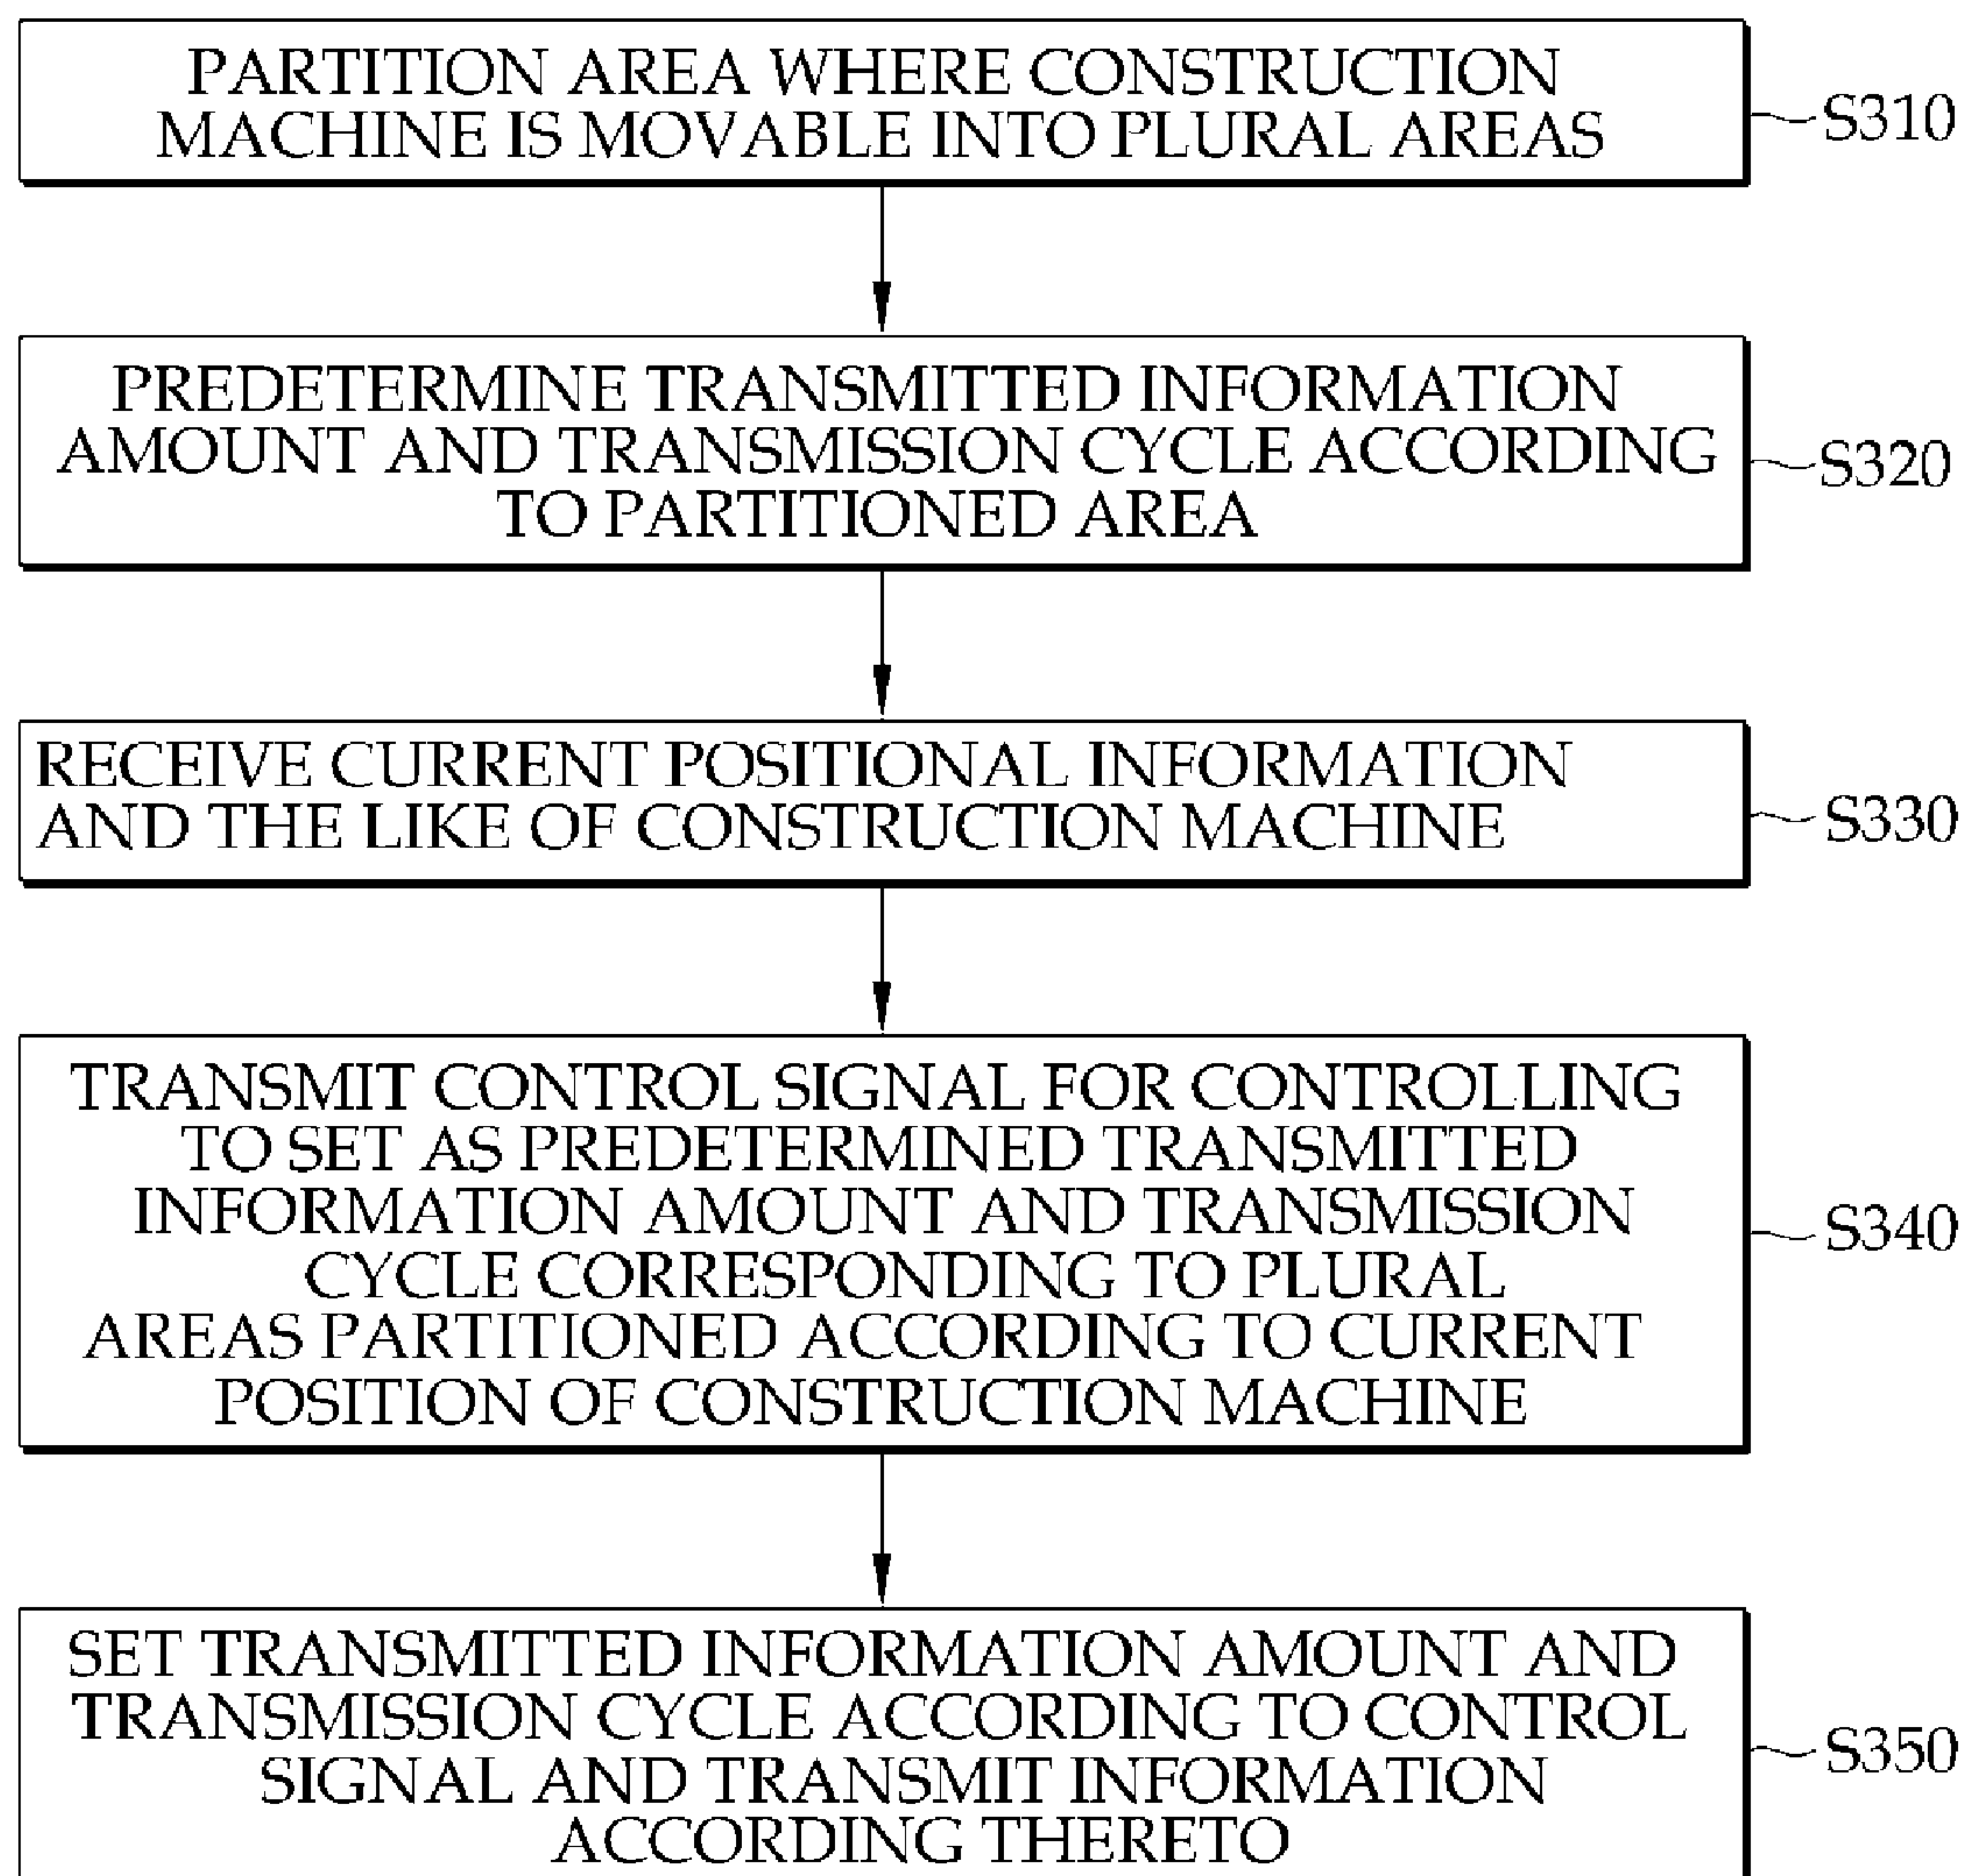 PARTITION AREA WHERE CONSTRUCTION
MACHINE IS MOVABLE INTO PLURAL AREAS
S310
PREDETERMINE TRANSMITTED INFORMATION
AMOUNT AND TRANSMISSION CYCLE ACCORDING
TO PARTITIONED AREA
S320
RECEIVE CURRENT POSITIONAL INFORMATION
AND THE LIKE OF CONSTRUCTION MACHINE
S330
TRANSMIT CONTROL SIGNAL FOR CONTROLLING
TO SET AS PREDETERMINED TRANSMITTED
INFORMATION AMOUNT AND TRANSMISSION
CYCLE CORRESPONDING TO PLURAL
AREAS PARTITIONED ACCORDING TO CURRENT
POSITION OF CONSTRUCTION MACHINE
S340
SET TRANSMITTED INFORMATION AMOUNT AND
TRANSMISSION CYCLE ACCORDING TO CONTROL
SIGNAL AND TRANSMIT INFORMATION
ACCORDING THERETO
S350